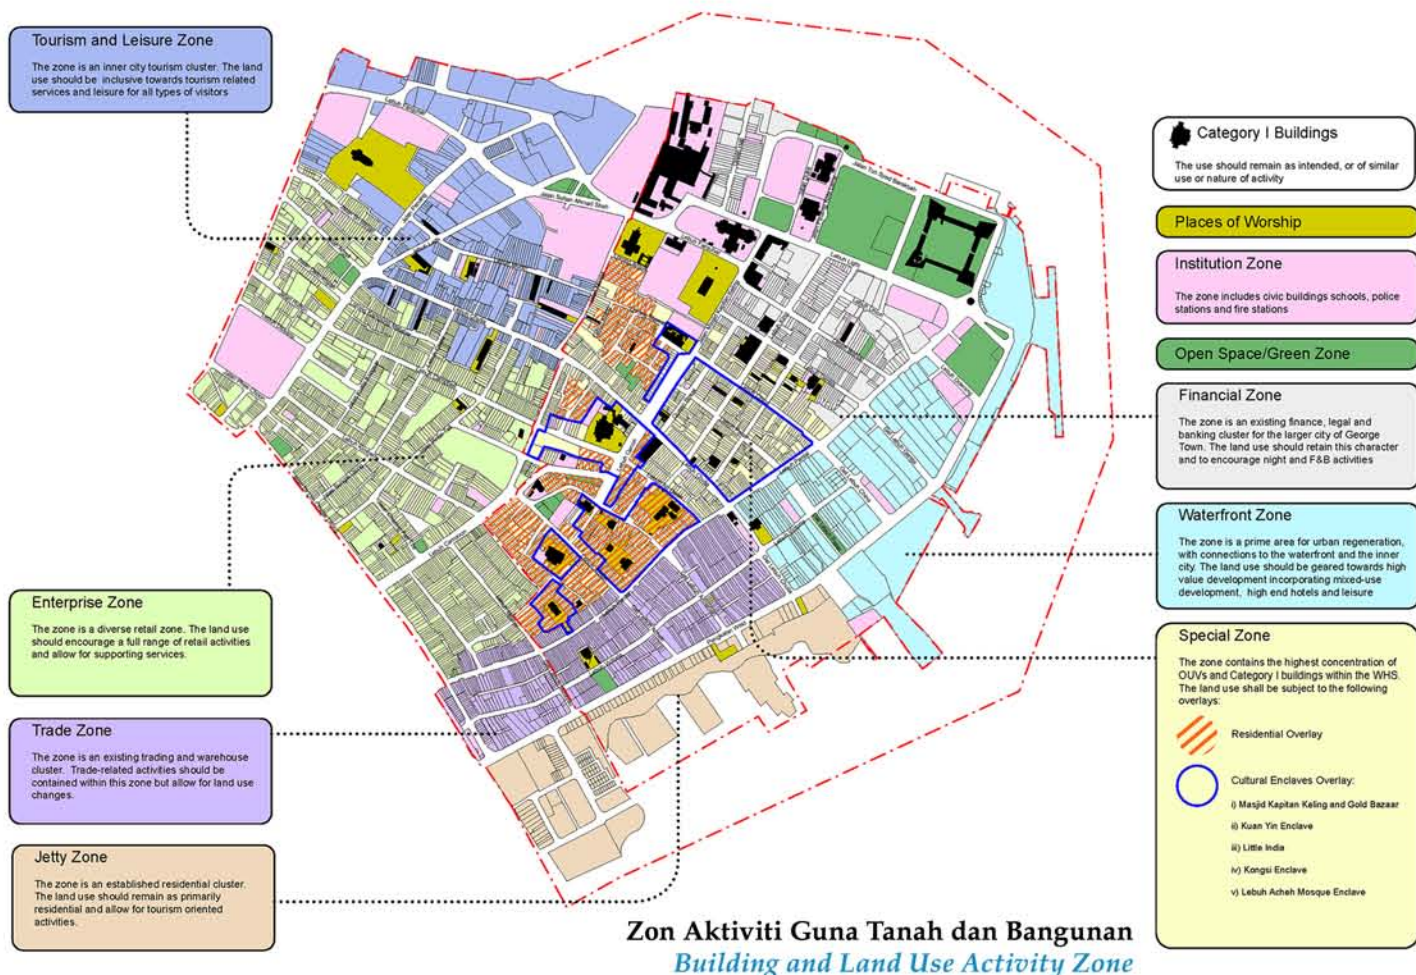 Tourism and Leisure Zone
The zone is an inner city tourism cluster. The land
use should be inclusive towards tourism related
services and leisure for all types of visitors
Enterprise Zone
The zone is a diverse retail zone. The land use
should encourage a full range of retail activities
and allow for supporting services.
Trade Zone
The zone is an existing trading and warehouse
cluster. Trade-related activities should be
contained within this zone but allow for land use
changes.
Jetty Zone
The zone is an established residential cluster.
The land use should remain as primarily
residential and allow for tourism oriented
activities.
Jalan Sultan Ahmad Shah
Jalan Tun Syed Barakbah
Lebuh Light
Pengkalan Weld
Category I Buildings
The use should remain as intended, or of similar
use or nature of activity
Places of Worship
Institution Zone
The zone includes civic buildings schools, police
stations and fire stations
Open Space/Green Zone
Financial Zone
The zone is an existing finance, legal and
banking cluster for the larger city of George
Town. The land use should retain this character
and to encourage night and F&B activities
Waterfront Zone
The zone is a prime area for urban regeneration,
with connections to the waterfront and the inner
city. The land use should be geared towards high
value development incorporating mixed-use
development, high end hotels and leisure
Special Zone
The zone contains the highest concentration of
OUVs and Category I buildings within the WHS.
The land use shall be subject to the following
overlays:
Residential Overlay
Cultural Enclaves Overlay:
i) Masjid Kapitan Keling and Gold Bazaar
ii) Kuan Yin Enclave
iii) Little India
iv) Kongsi Enclave
v) Lebuh Acheh Mosque Enclave
Zon Aktiviti Guna Tanah dan Bangunan
Building and Land Use Activity Zone